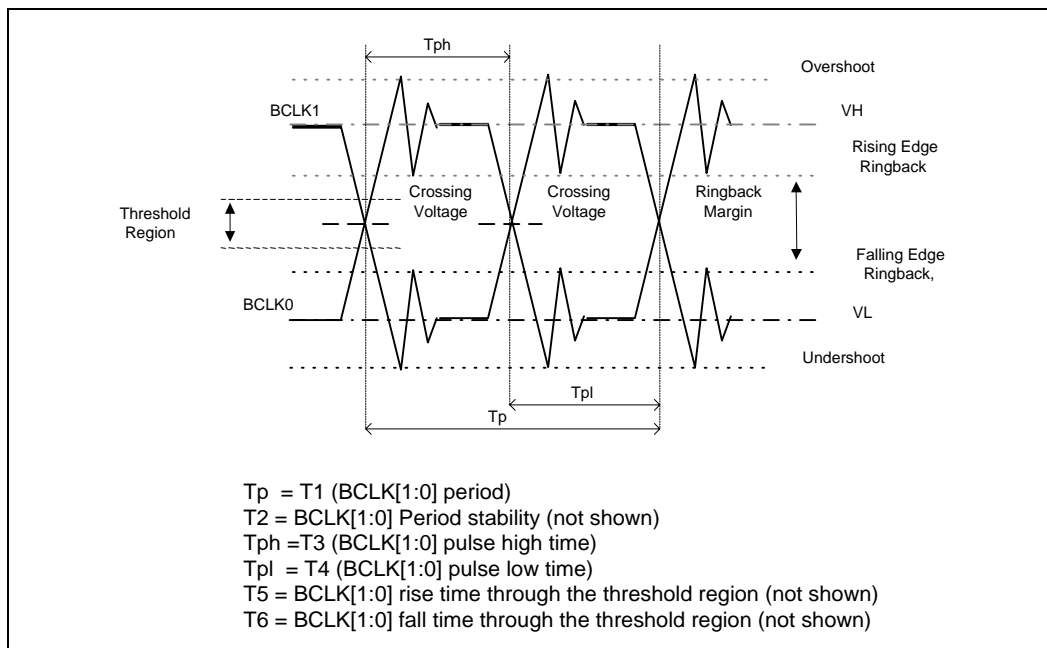 Tph
Overshoot
BCLK1
VH
Rising Edge
Ringback
Crossing
Voltage
Crossing
Voltage
Ringback
Margin
Threshold
Region
Falling Edge
Ringback,
BCLK0
VL
Undershoot
Tpl
Tp
Tp = T1 (BCLK[1:0] period)
T2 = BCLK[1:0] Period stability (not shown)
Tph =T3 (BCLK[1:0] pulse high time)
Tpl = T4 (BCLK[1:0] pulse low time)
T5 = BCLK[1:0] rise time through the threshold region (not shown)
T6 = BCLK[1:0] fall time through the threshold region (not shown)